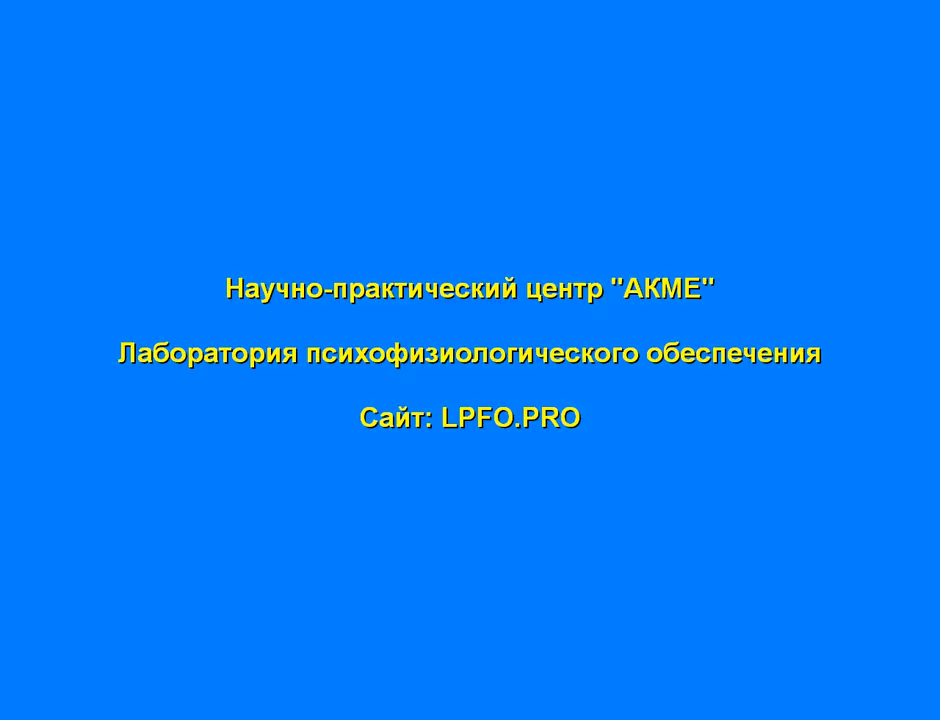 Научно-практический центр "АКМЕ"
Лаборатория психофизиологического обеспечения
Сайт: LPFO.PRO